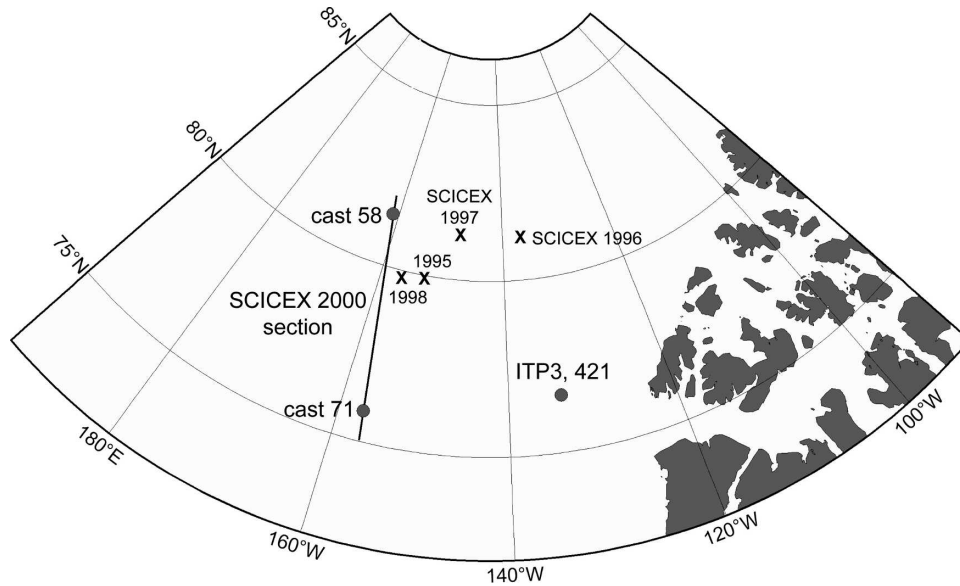 85°N
80°N
75°N
cast 58
SCICEX
1997
X
X SCICEX 1996
1995
X X
1998
SCICEX 2000
section
ITP3, 421
cast 71
180°E
160°W
140°W
120°W
100°W